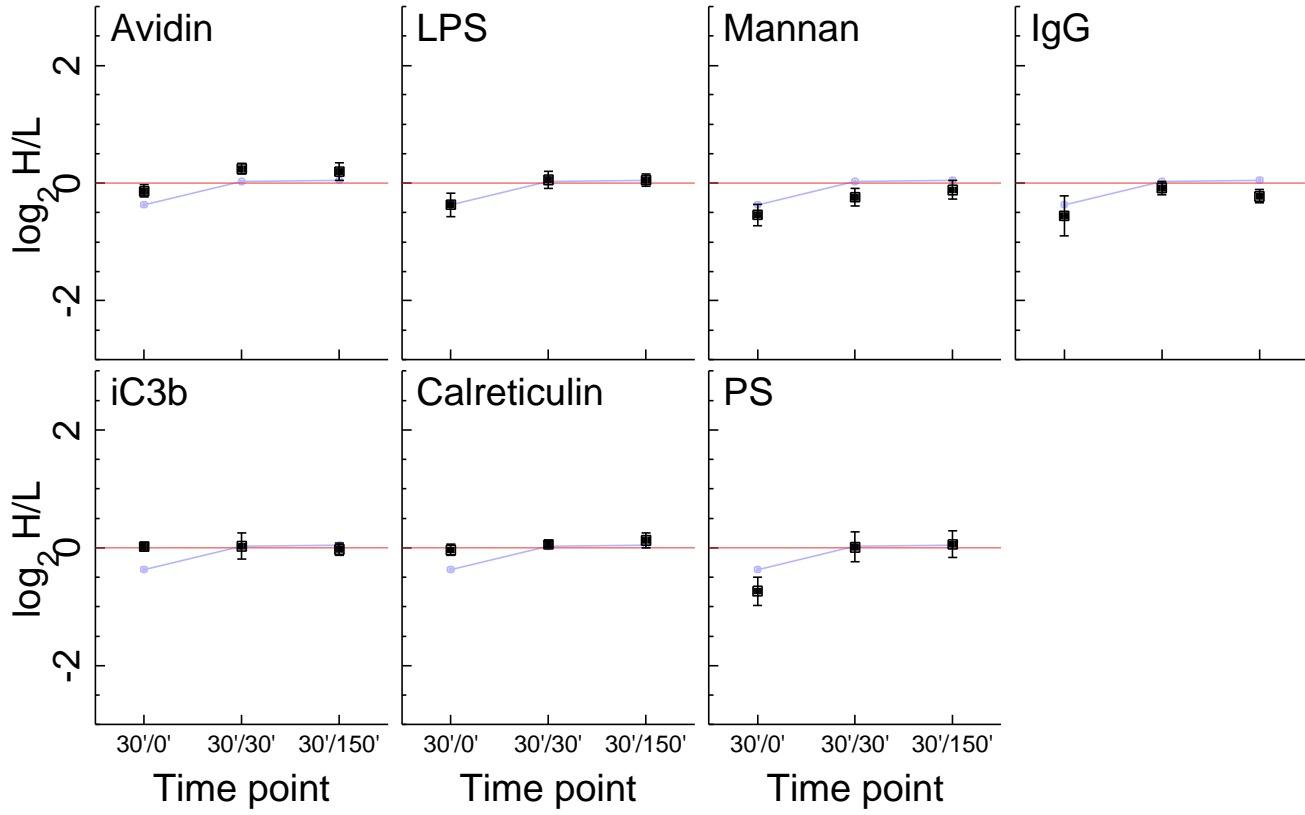 Avidin LPS Mannan IgG
2
0
-2
log2 H/L
iC3b Calreticulin PS
2
0
-2
log2 H/L
30'/0' 30'/30' 30'/150' 30'/0' 30'/30' 30'/150' 30'/0' 30'/30' 30'/150'
Time point Time point Time point